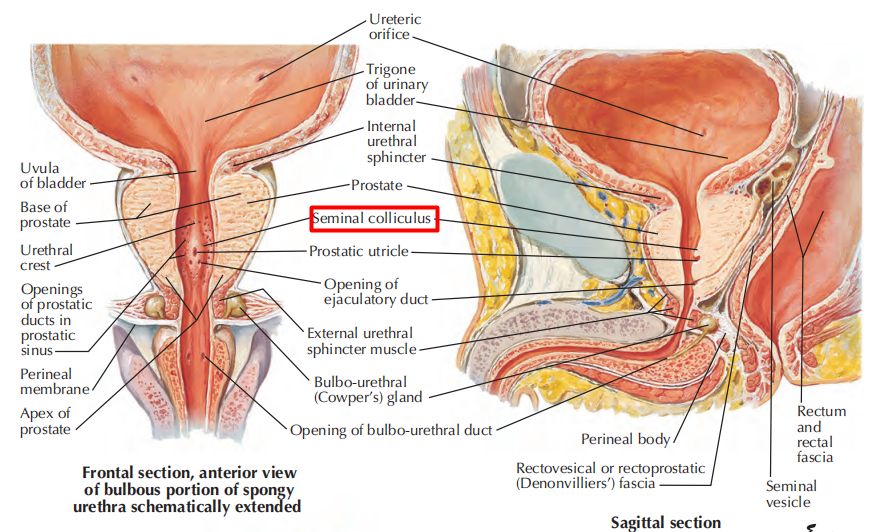 Ureteric
orifice
Trigone
of urinary
bladder
Internal
urethral
sphincter
Uvula
of bladder
Prostate
Base of
prostate
Seminal colliculus
Urethral
crest
Prostatic utricle
Openings
of prostatic
ducts in
prostatic
sinus
Opening of
ejaculatory duct
External urethral
sphincter muscle
Perineal
membrane
Bulbo-urethral
(Cowper's) gland
Apex of
prostate
Opening of bulbo-urethral duct
Perineal body
Rectum
and
rectal
fascia
Rectovesical or rectoprostatic
(Denonvilliers') fascia
Seminal
vesicle
Frontal section, anterior view
of bulbous portion of spongy
urethra schematically extended
Sagittal section